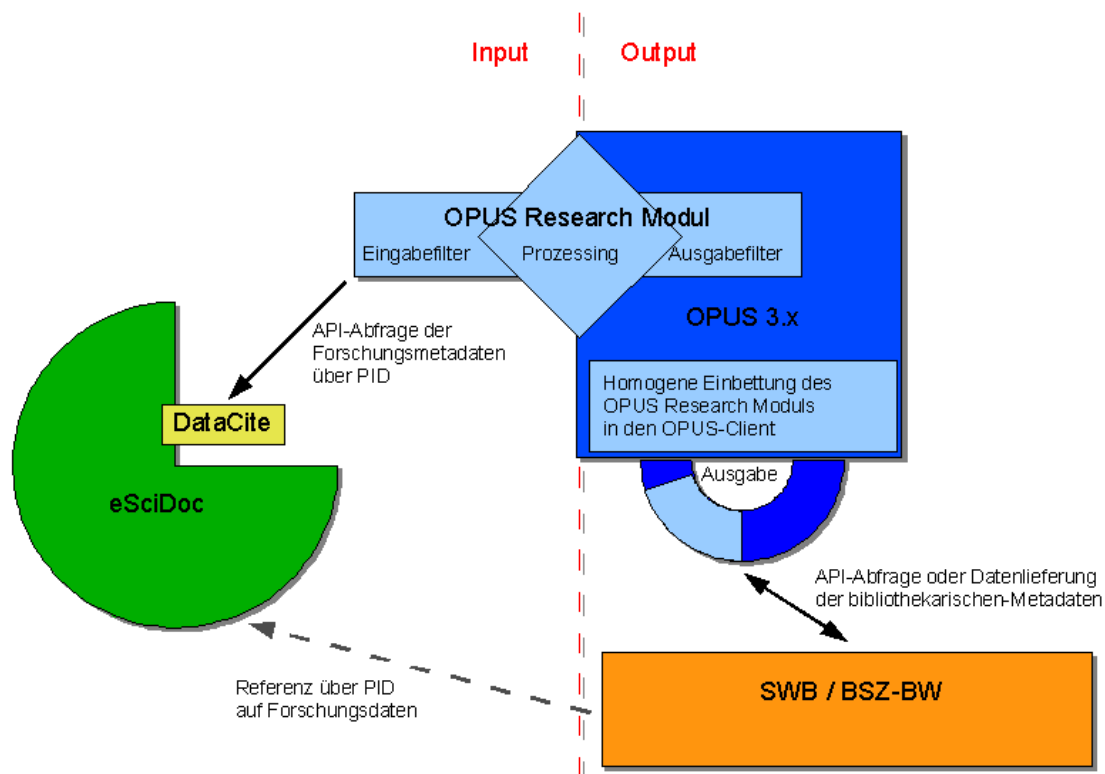 Input
Output
OPUS Research Modul
Eingabefilter
Prozessing
Ausgabefilter
OPUS 3.x
API-Abfrage der
Forschungsmetadaten
über PID
Homogene Einbettung des
OPUS Research Moduls
in den OPUS-Client
DataCite
Ausgabe
eSciDoc
API-Abfrage oder Datenlieferung
der bibliothekarischen-Metadaten
Referenz über PID
auf Forschungsdaten
SWB / BSZ-BW